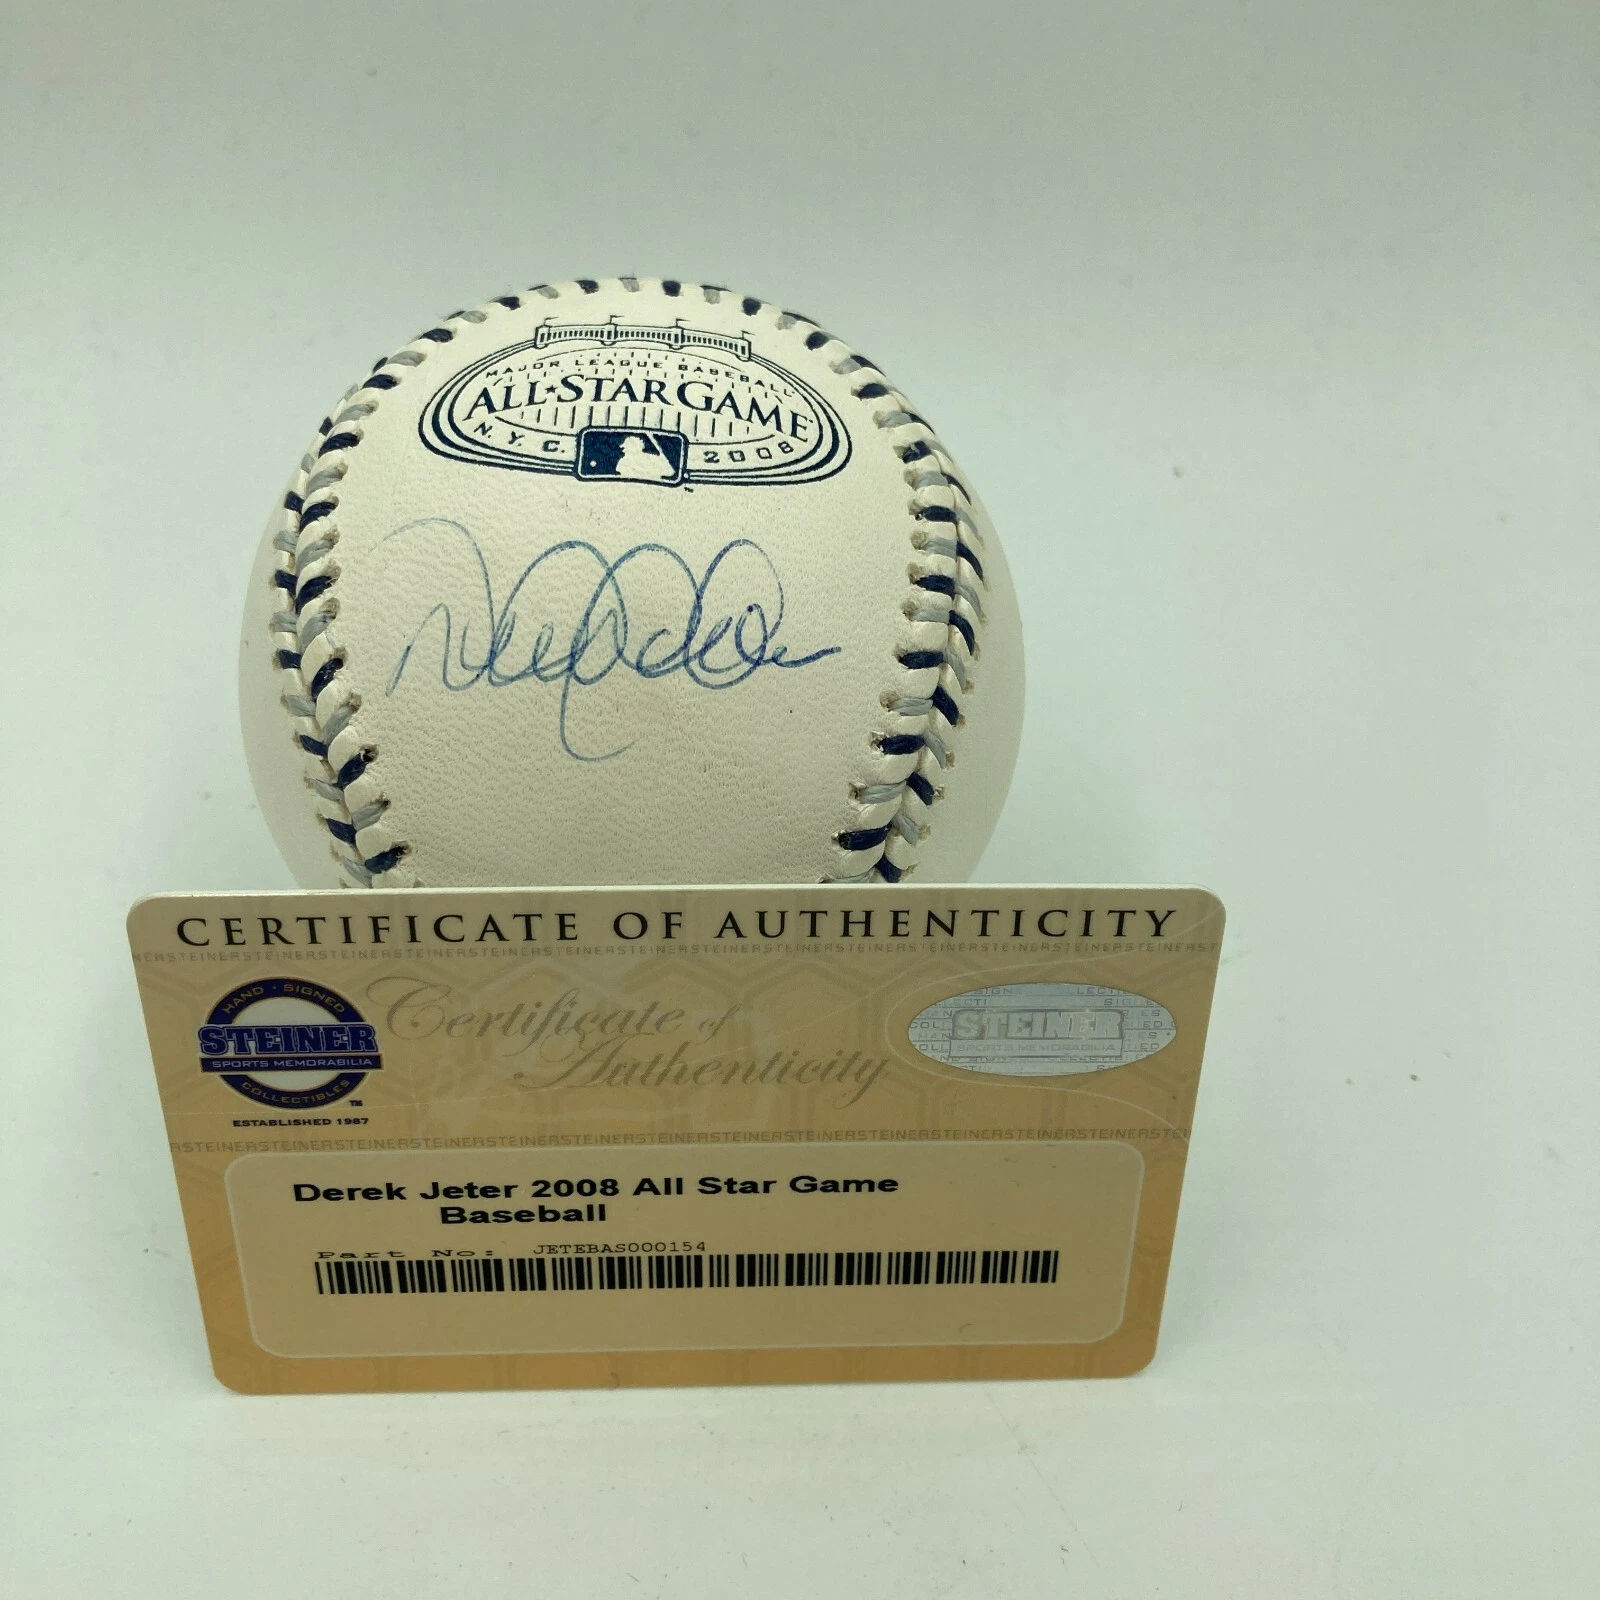 MAJOR LEAGUE BASEBALL
ALL★STAR GAME
N.Y.C. 2008
CERTIFICATE OF AUTHENTICITY
HAND · SIGNED
STEINER
SPORTS MEMORABILIA
COLLECTIBLES
TM
ESTABLISHED 1987
Certificate of
Authenticity
STEINER
SPORTS MEMORABILIA
Derek Jeter 2008 All Star Game
Baseball
Part No: JETEBAS000154